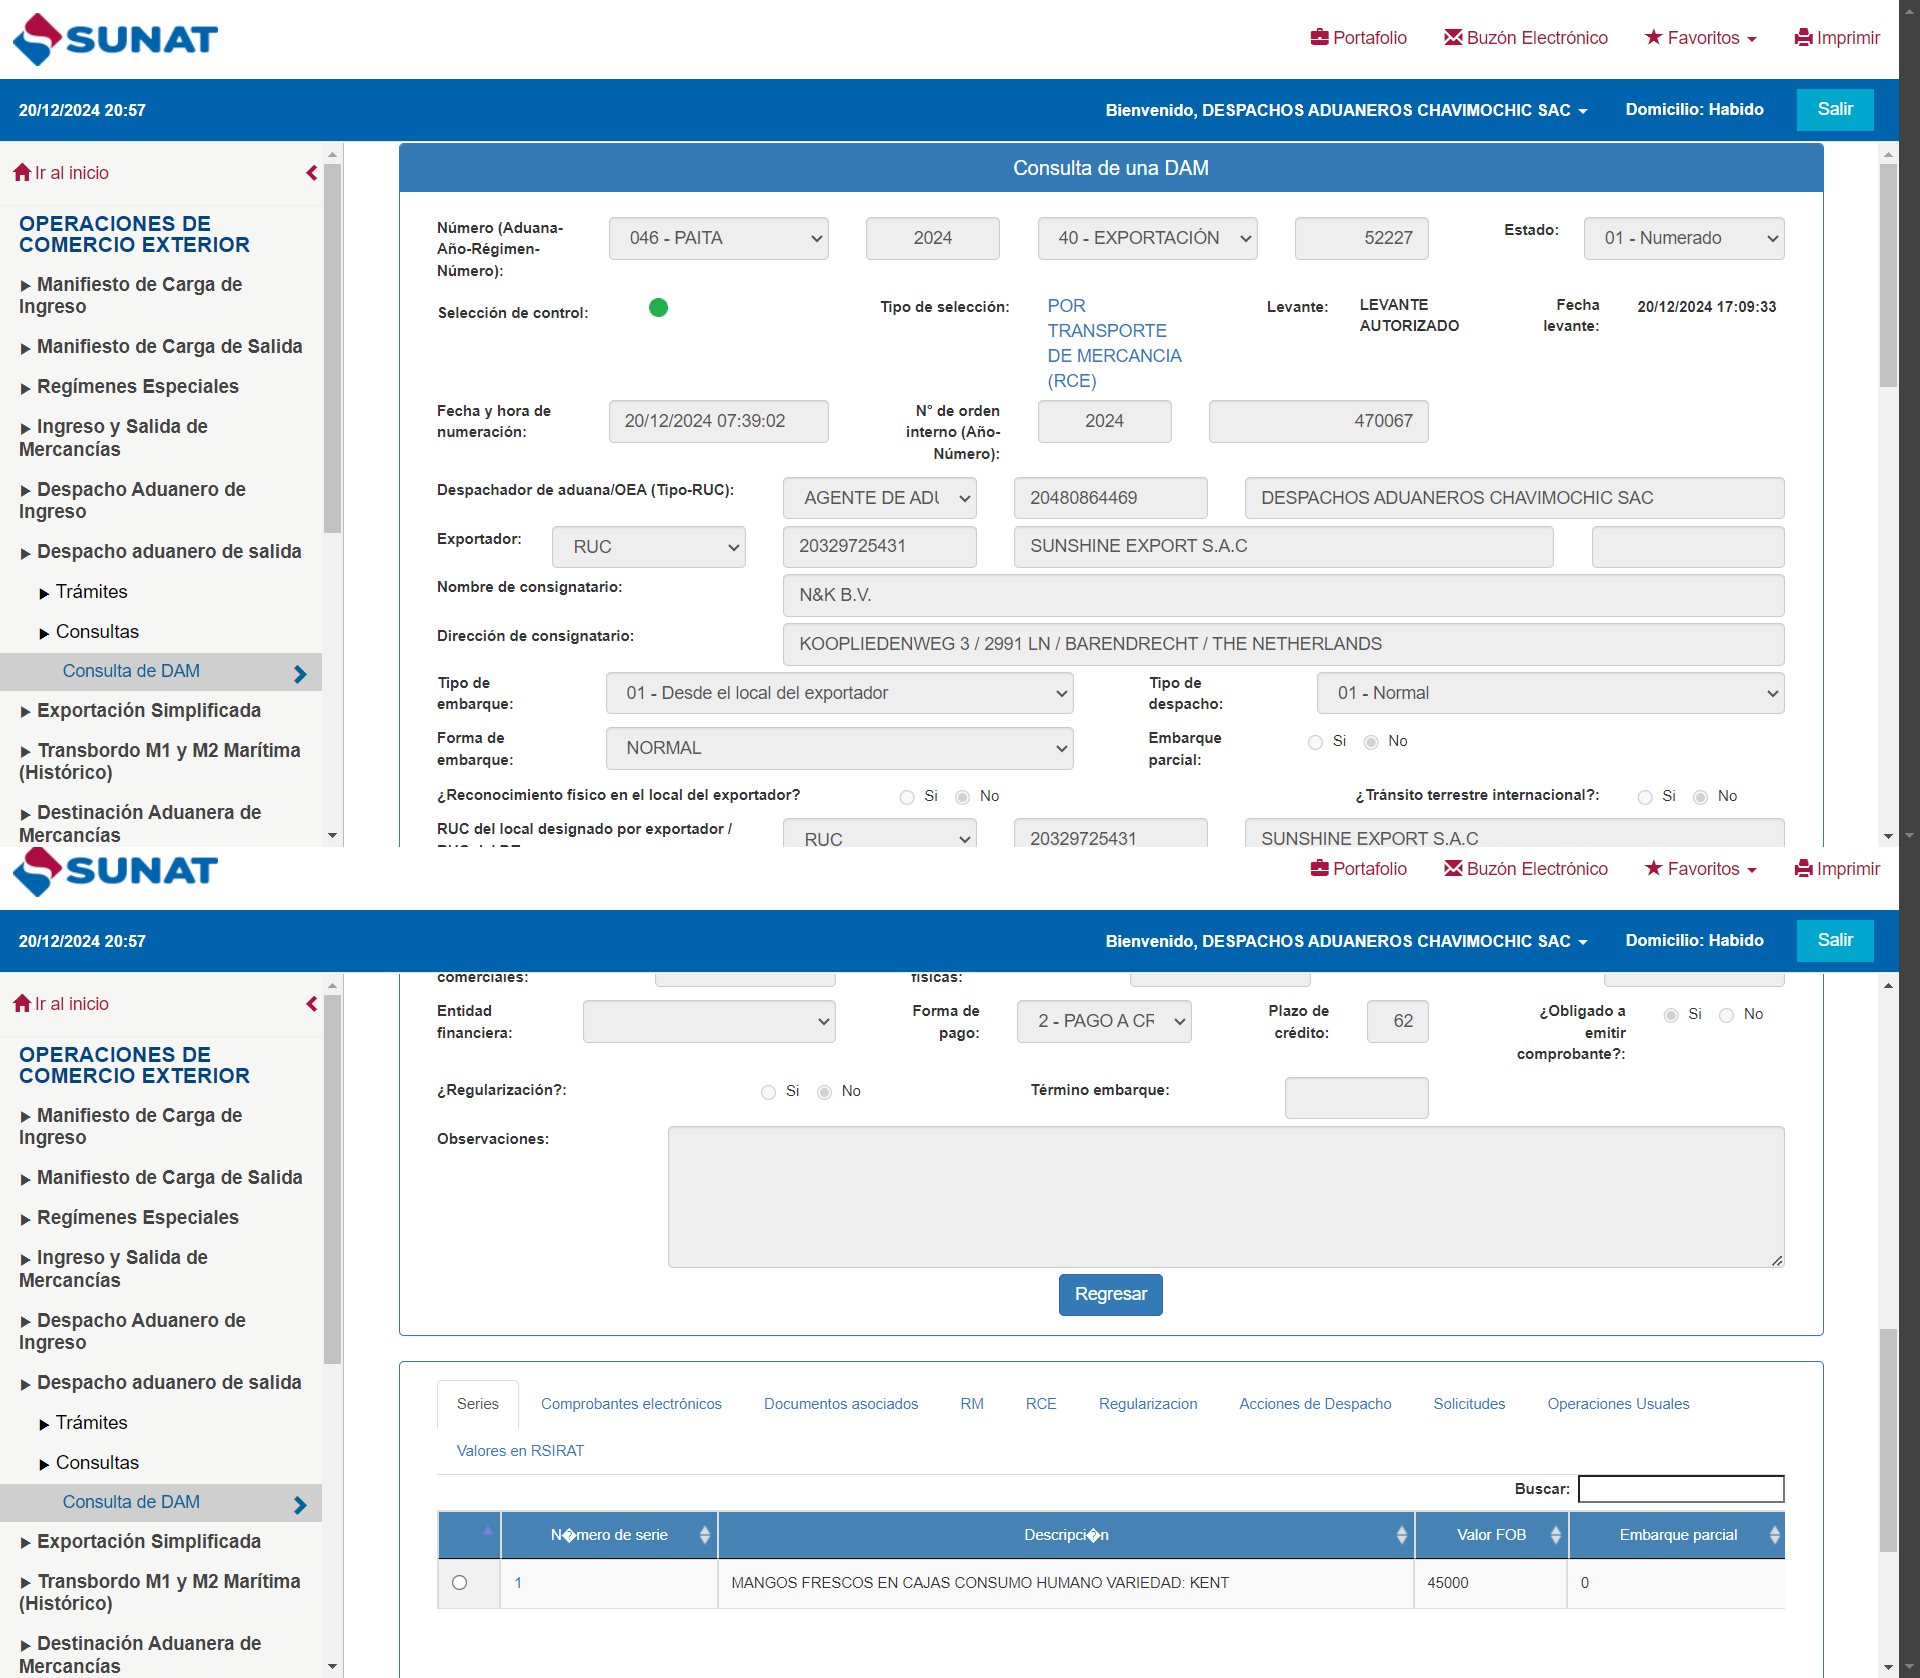 SUNAT
Portafolio
Buzón Electrónico
Favoritos
Imprimir
20/12/2024 20:57
Bienvenido, DESPACHOS ADUANEROS CHAVIMOCHIC SAC
Domicilio: Habido
Salir
Ir al inicio
OPERACIONES DE
COMERCIO EXTERIOR
Manifiesto de Carga de
Ingreso
Manifiesto de Carga de Salida
Regímenes Especiales
Ingreso y Salida de
Mercancías
Despacho Aduanero de
Ingreso
Despacho aduanero de salida
Trámites
Consultas
Consulta de DAM
Exportación Simplificada
Transbordo M1 y M2 Marítima
(Histórico)
Destinación Aduanera de
Mercancías
Consulta de una DAM
Número (Aduana-
Año-Régimen-
Número):
046 - PAITA
2024
40 - EXPORTACIÓN
52227
Estado:
01 - Numerado
Selección de control:
Tipo de selección:
POR
TRANSPORTE
DE MERCANCIA
(RCE)
Levante:
LEVANTE
AUTORIZADO
Fecha
levante:
20/12/2024 17:09:33
Fecha y hora de
numeración:
20/12/2024 07:39:02
N° de orden
interno (Año-
Número):
2024
470067
Despachador de aduana/OEA (Tipo-RUC):
AGENTE DE ADU
20480864469
DESPACHOS ADUANEROS CHAVIMOCHIC SAC
Exportador:
RUC
20329725431
SUNSHINE EXPORT S.A.C
Nombre de consignatario:
N&K B.V.
Dirección de consignatario:
KOOPLIEDENWEG 3 / 2991 LN / BARENDRECHT / THE NETHERLANDS
Tipo de
embarque:
01 - Desde el local del exportador
Tipo de
despacho:
01 - Normal
Forma de
embarque:
NORMAL
Embarque
parcial:
Si
No
¿Reconocimiento físico en el local del exportador?
Si
No
¿Tránsito terrestre internacional?:
Si
No
RUC del local designado por exportador /
RUC
20329725431
SUNSHINE EXPORT S.A.C
SUNAT
Portafolio
Buzón Electrónico
Favoritos
Imprimir
20/12/2024 20:57
Bienvenido, DESPACHOS ADUANEROS CHAVIMOCHIC SAC
Domicilio: Habido
Salir
Ir al inicio
OPERACIONES DE
COMERCIO EXTERIOR
Manifiesto de Carga de
Ingreso
Manifiesto de Carga de Salida
Regímenes Especiales
Ingreso y Salida de
Mercancías
Despacho Aduanero de
Ingreso
Despacho aduanero de salida
Trámites
Consultas
Consulta de DAM
Exportación Simplificada
Transbordo M1 y M2 Marítima
(Histórico)
Destinación Aduanera de
Mercancías
comerciales:
físicas:
Entidad
financiera:
Forma de
pago:
2 - PAGO A CR
Plazo de
crédito:
62
¿Obligado a
emitir
comprobante?:
Si
No
¿Regularización?:
Si
No
Término embarque:
Observaciones:
Regresar
Series
Comprobantes electrónicos
Documentos asociados
RM
RCE
Regularizacion
Acciones de Despacho
Solicitudes
Operaciones Usuales
Valores en RSIRAT
Buscar:
N�mero de serie
Descripci�n
Valor FOB
Embarque parcial
1
MANGOS FRESCOS EN CAJAS CONSUMO HUMANO VARIEDAD: KENT
45000
0